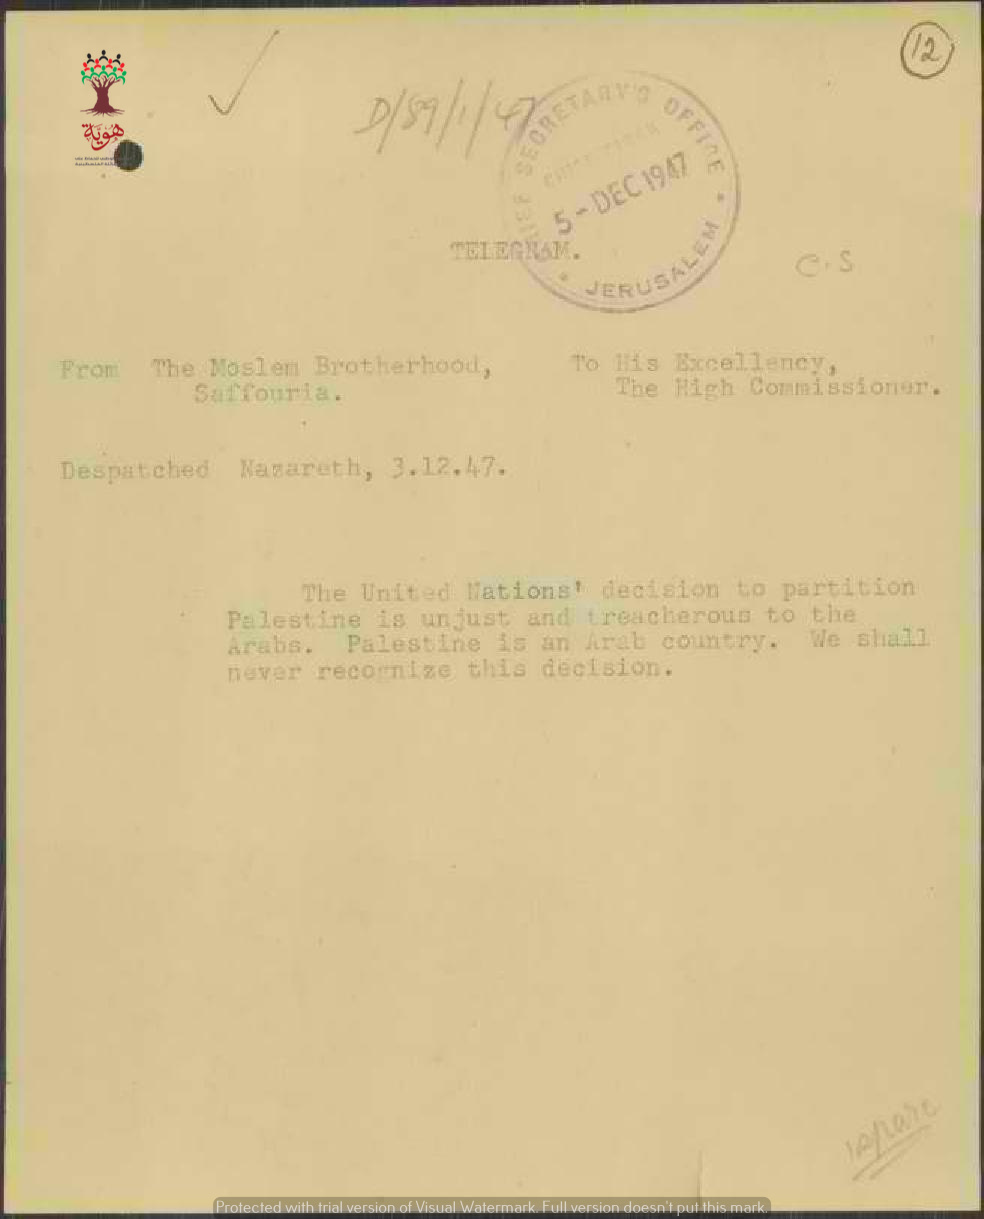 12
D/89/1/47
CHIEF SECRETARY'S OFFICE
5 - DEC 1947
JERUSALEM
TELEGRAM.
C.S
هوية
From The Moslem Brotherhood, To His Excellency,
Saffouria. The High Commissioner.
Despatched Nazareth, 3.12.47.
The United Nations' decision to partition
Palestine is unjust and treacherous to the
Arabs. Palestine is an Arab country. We shall
never recognize this decision.
Protected with trial version of Visual Watermark. Full version doesn't put this mark.